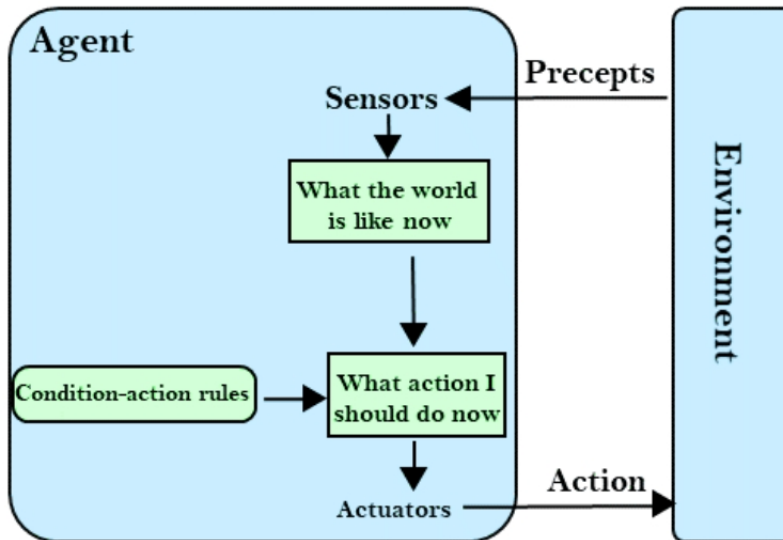 Agent
Precepts
Sensors
What the world
is like now
Environment
Condition-action rules
What action I
should do now
Action
Actuators